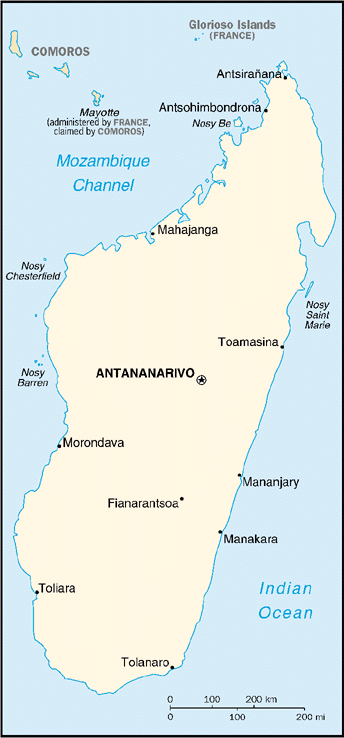 Glorioso Islands
(FRANCE)
COMOROS
Antsirañana
Mayotte
(administered by FRANCE,
claimed by COMOROS)
Antsohimbondrona
Nosy Be
Mozambique
Channel
Mahajanga
Nosy
Chesterfield
Nosy
Saint
Marie
Toamasina
Nosy
Barren
ANTANANARIVO
Morondava
Mananjary
Fianarantsoa
Manakara
Toliara
Indian
Ocean
Tolanaro
0 100 200 km
0 100 200 mi